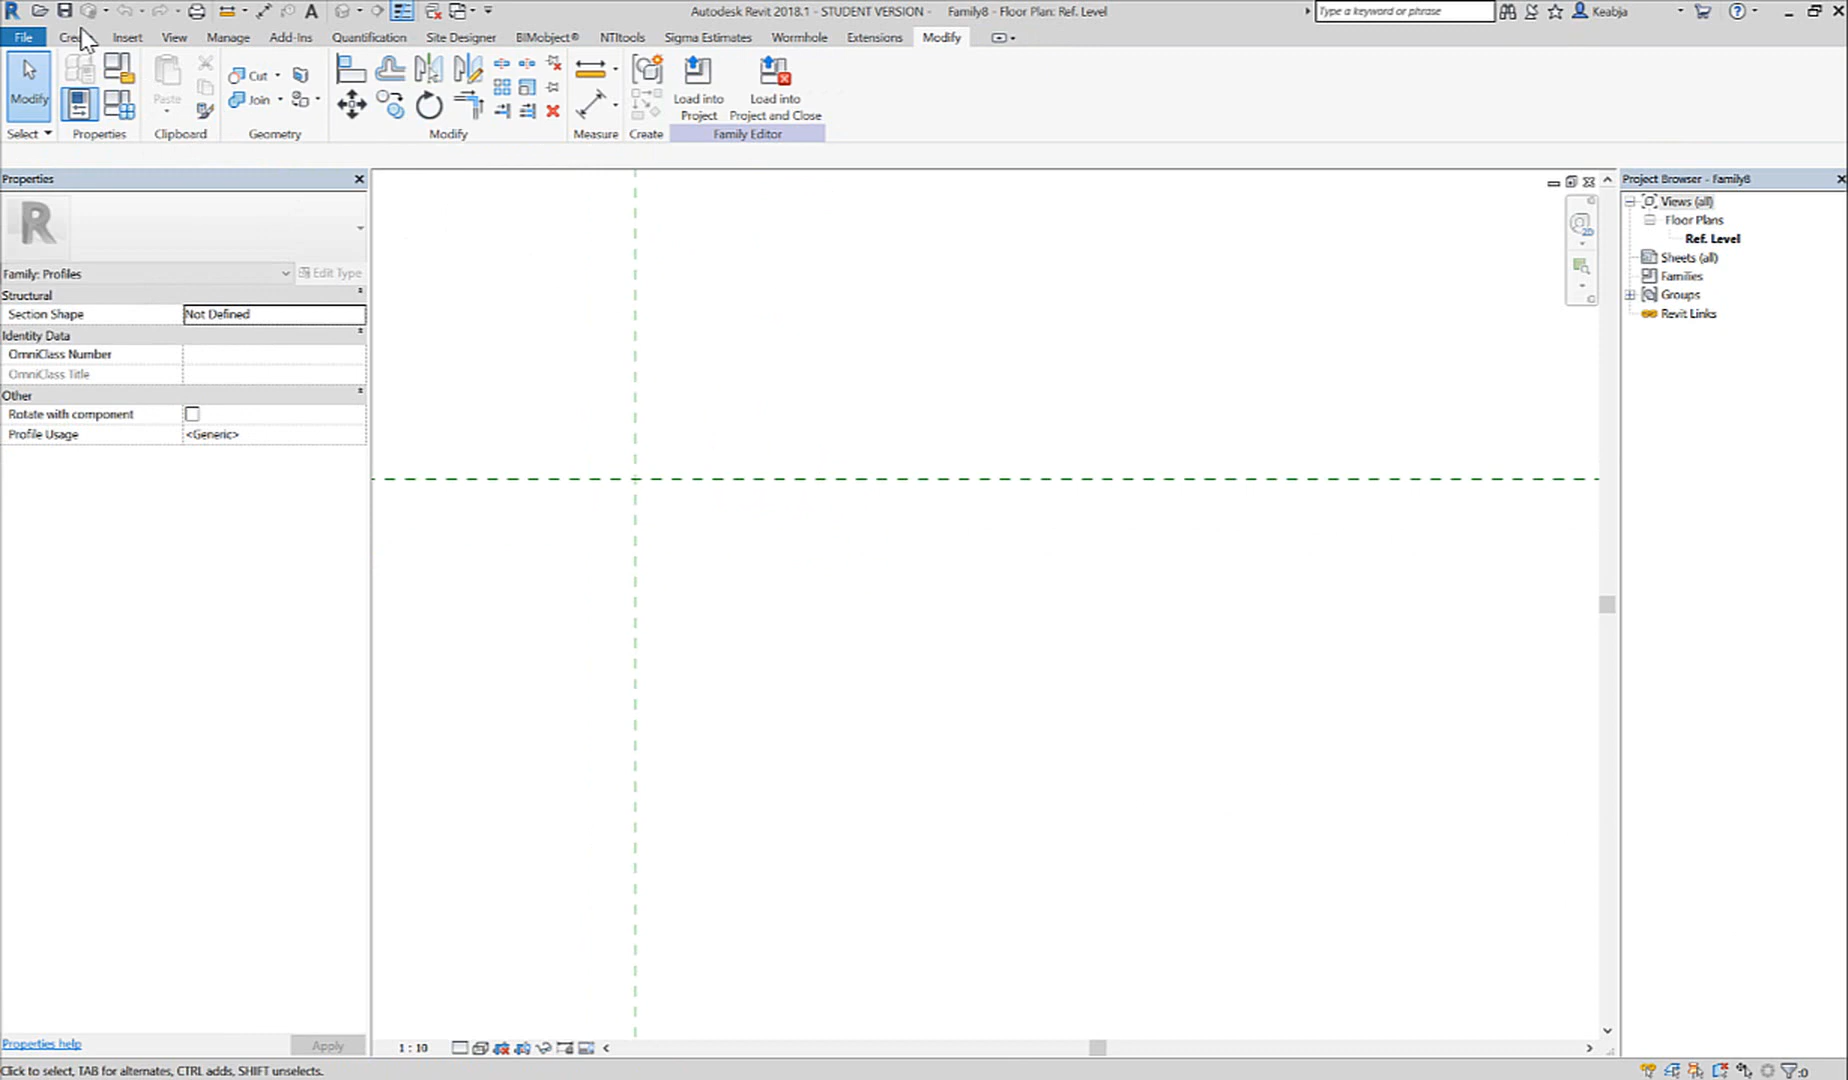 Autodesk Revit 2018.1 - STUDENT VERSION - Family8 - Floor Plan: Ref. Level
Type a keyword or phrase
Keabja
File Insert View Manage Add-Ins Quantification Site Designer BIMobject® NTItools Sigma Estimates Wormhole Extensions Modify
Modify
Paste
Cut
Join
Load into Project
Load into Project and Close
Select Properties Clipboard Geometry Modify Measure Create Family Editor
Properties
R
Family: Profiles
Edit Type
Structural
Section Shape Not Defined
Identity Data
OmniClass Number
OmniClass Title
Other
Rotate with component
Profile Usage <Generic>
Properties help
Apply
2D
Project Browser - Family8
Views (all)
Floor Plans
Ref. Level
Sheets (all)
Families
Groups
Revit Links
1 : 10
Click to select, TAB for alternates, CTRL adds, SHIFT unselects.
:0